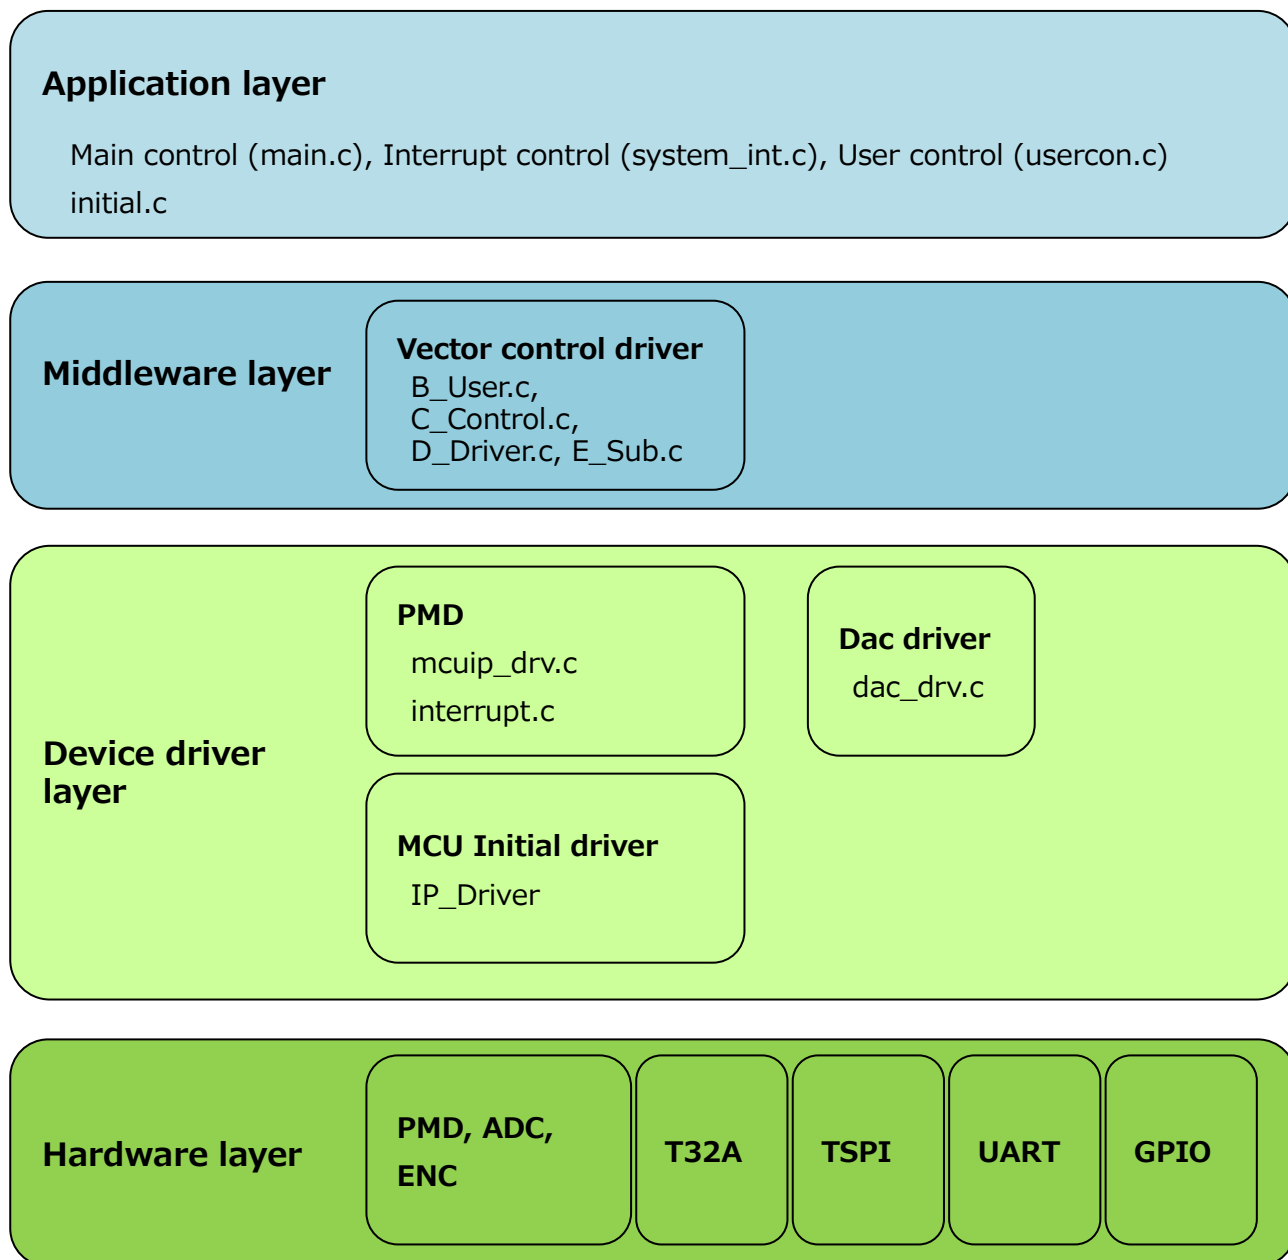 Application layer
Main control (main.c), Interrupt control (system_int.c), User control (usercon.c)
initial.c
Middleware layer
Vector control driver
B_User.c,
C_Control.c,
D_Driver.c, E_Sub.c
Device driver
layer
PMD
mcuip_drv.c
interrupt.c
Dac driver
dac_drv.c
MCU Initial driver
IP_Driver
Hardware layer
PMD, ADC,
ENC
T32A
TSPI
UART
GPIO